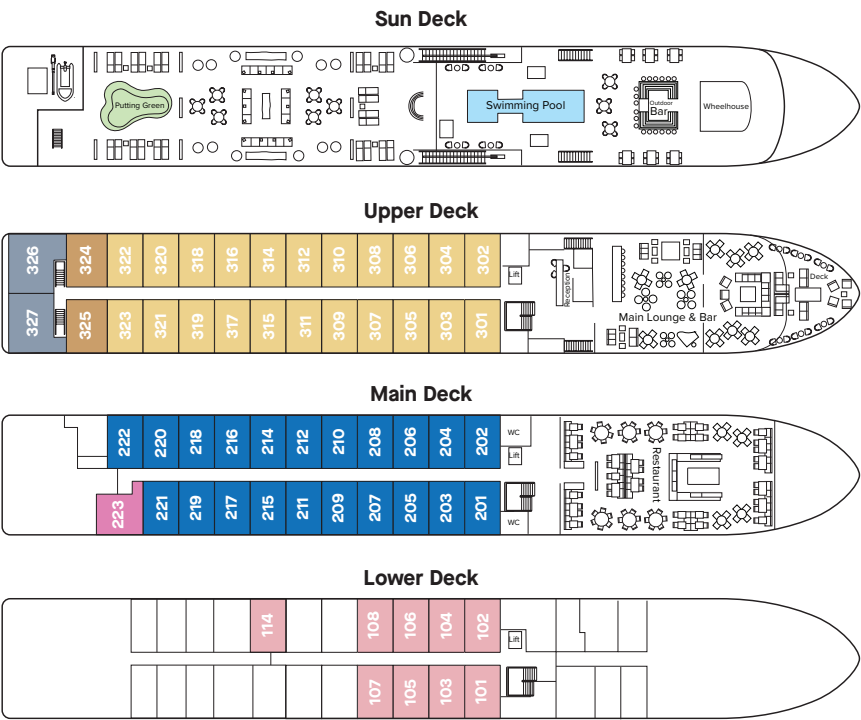 Sun Deck
Putting Green
Swimming Pool
Outdoor
Bar
Wheelhouse
Upper Deck
326 324 322 320 318 316 314 312 310 308 306 304 302
Lift
Reception
Deck
Main Lounge & Bar
327 325 323 321 319 317 315 311 309 307 305 303 301
Main Deck
222 220 218 216 214 212 210 208 206 204 202
WC
Lift
Restaurant
223 221 219 217 215 211 209 207 205 203 201
WC
Lower Deck
114 108 106 104 102
Lift
107 105 103 101